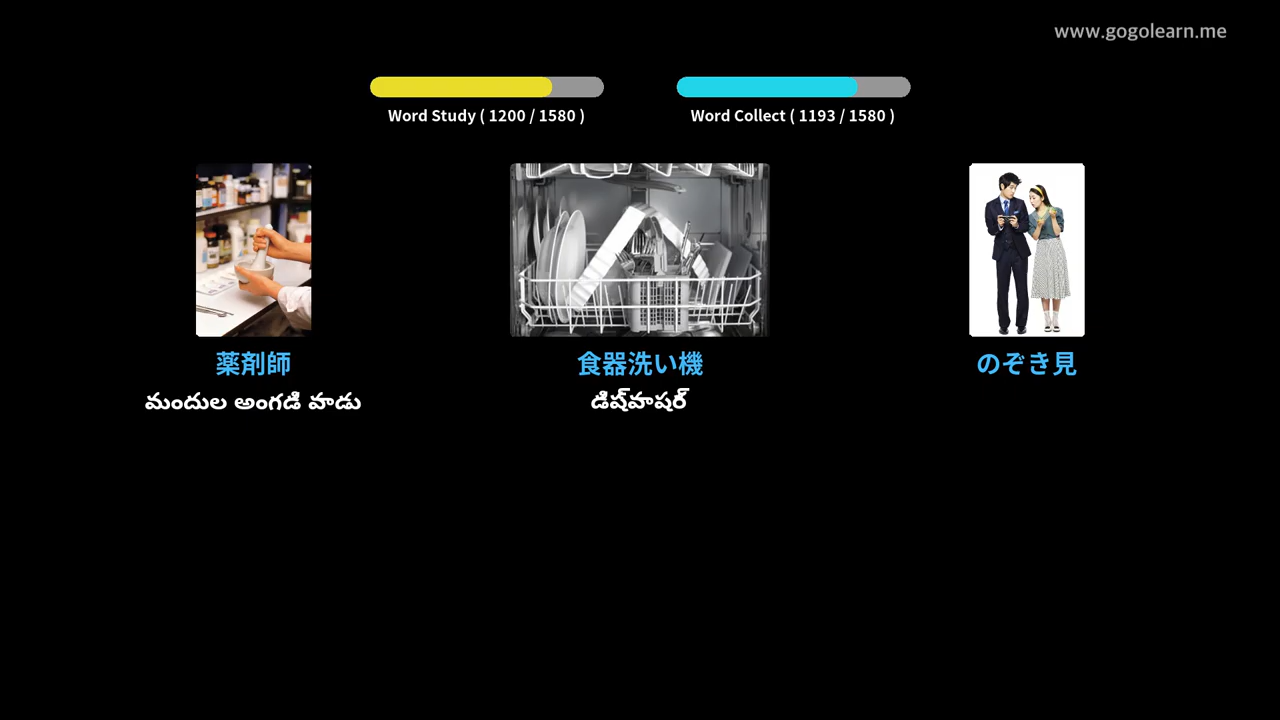 www.gogolearn.me
Word Study ( 1200 / 1580 )
Word Collect ( 1193 / 1580 )
薬剤師
మందుల అంగడి వాడు
食器洗い機
డిష్‌వాషర్
のぞき見